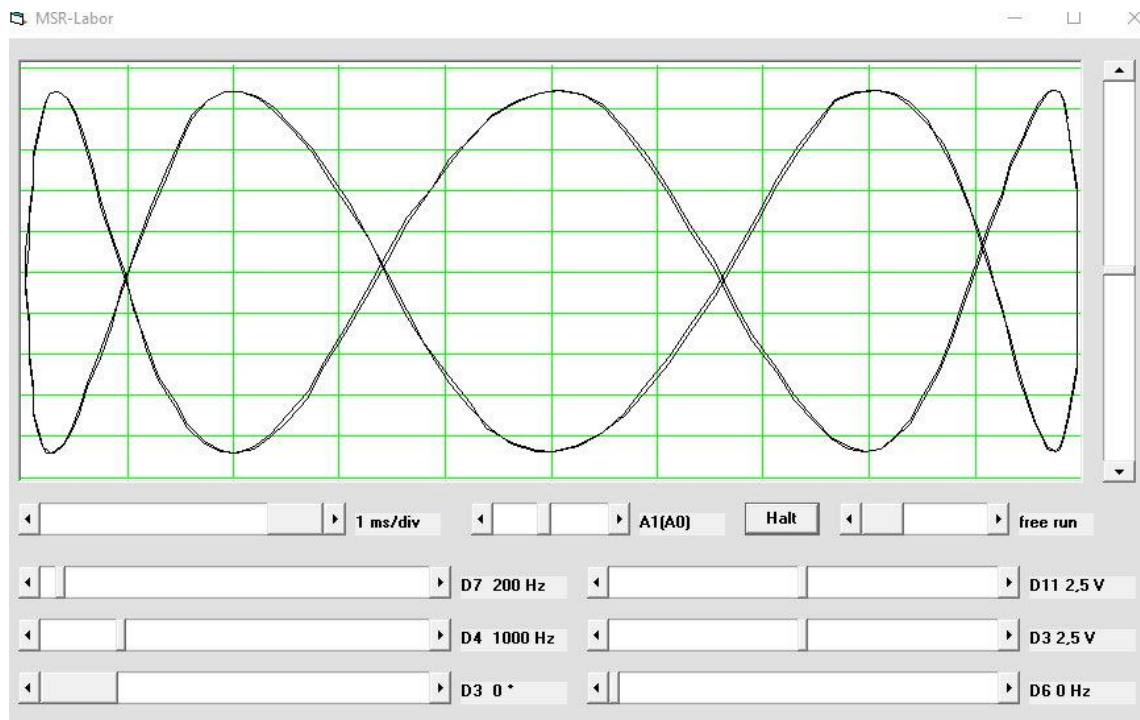 MSR-Labor
1 ms/div A1(A0) Halt free run
D7 200 Hz D11 2,5 V
D4 1000 Hz D3 2,5 V
D3 0 ° D6 0 Hz